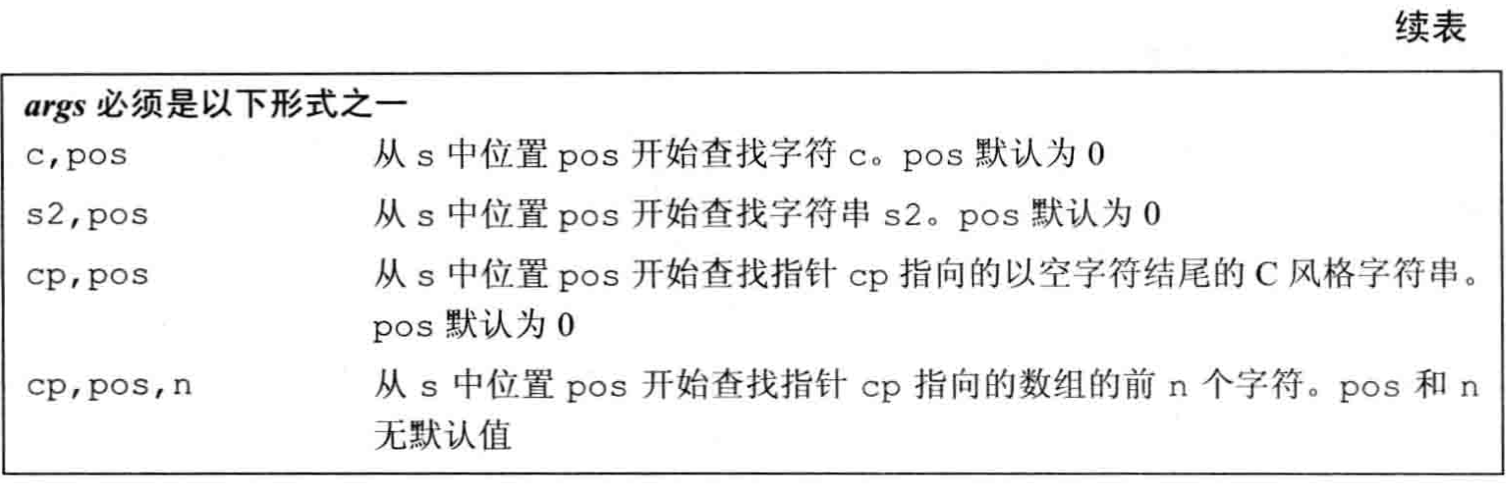 续表
args 必须是以下形式之一
c,pos 从 s 中位置 pos 开始查找字符 c。pos 默认为 0
s2,pos 从 s 中位置 pos 开始查找字符串 s2。pos 默认为 0
cp,pos 从 s 中位置 pos 开始查找指针 cp 指向的以空字符结尾的 C 风格字符串。
pos 默认为 0
cp,pos,n 从 s 中位置 pos 开始查找指针 cp 指向的数组的前 n 个字符。pos 和 n
无默认值